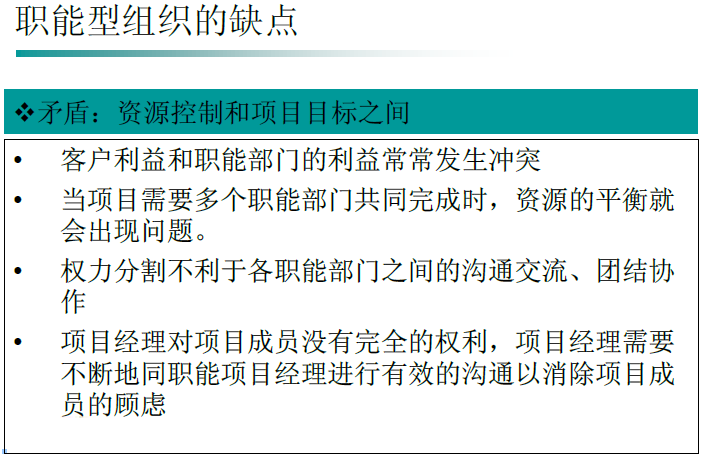 职能型组织的缺点
❖矛盾：资源控制和项目目标之间
• 客户利益和职能部门的利益常常发生冲突
• 当项目需要多个职能部门共同完成时，资源的平衡就
会出现问题。
• 权力分割不利于各职能部门之间的沟通交流、团结协
作
• 项目经理对项目成员没有完全的权利，项目经理需要
不断地同职能项目经理进行有效的沟通以消除项目成
员的顾虑